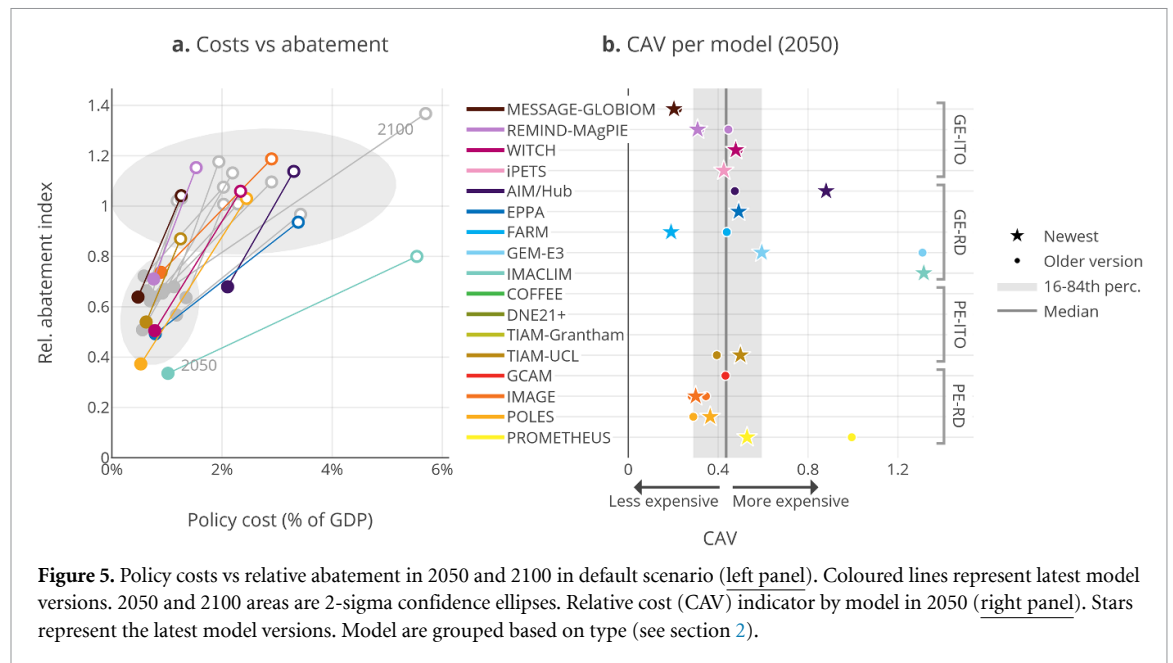 a. Costs vs abatement
b. CAV per model (2050)
1.4
1.2
1
0.8
0.6
0.4
0.2
0
0%
2%
4%
6%
2100
2050
Rel. abatement index
Policy cost (% of GDP)
MESSAGE-GLOBIOM
REMIND-MAgPIE
WITCH
iPETS
AIM/Hub
EPPA
FARM
GEM-E3
IMACLIM
COFFEE
DNE21+
TIAM-Grantham
TIAM-UCL
GCAM
IMAGE
POLES
PROMETHEUS
0
0.4
0.8
1.2
Less expensive
More expensive
CAV
GE-ITO
GE-RD
PE-ITO
PE-RD
Newest
Older version
16-84th perc.
Median
Figure 5. Policy costs vs relative abatement in 2050 and 2100 in default scenario (left panel). Coloured lines represent latest model
versions. 2050 and 2100 areas are 2-sigma confidence ellipses. Relative cost (CAV) indicator by model in 2050 (right panel). Stars
represent the latest model versions. Model are grouped based on type (see section 2).